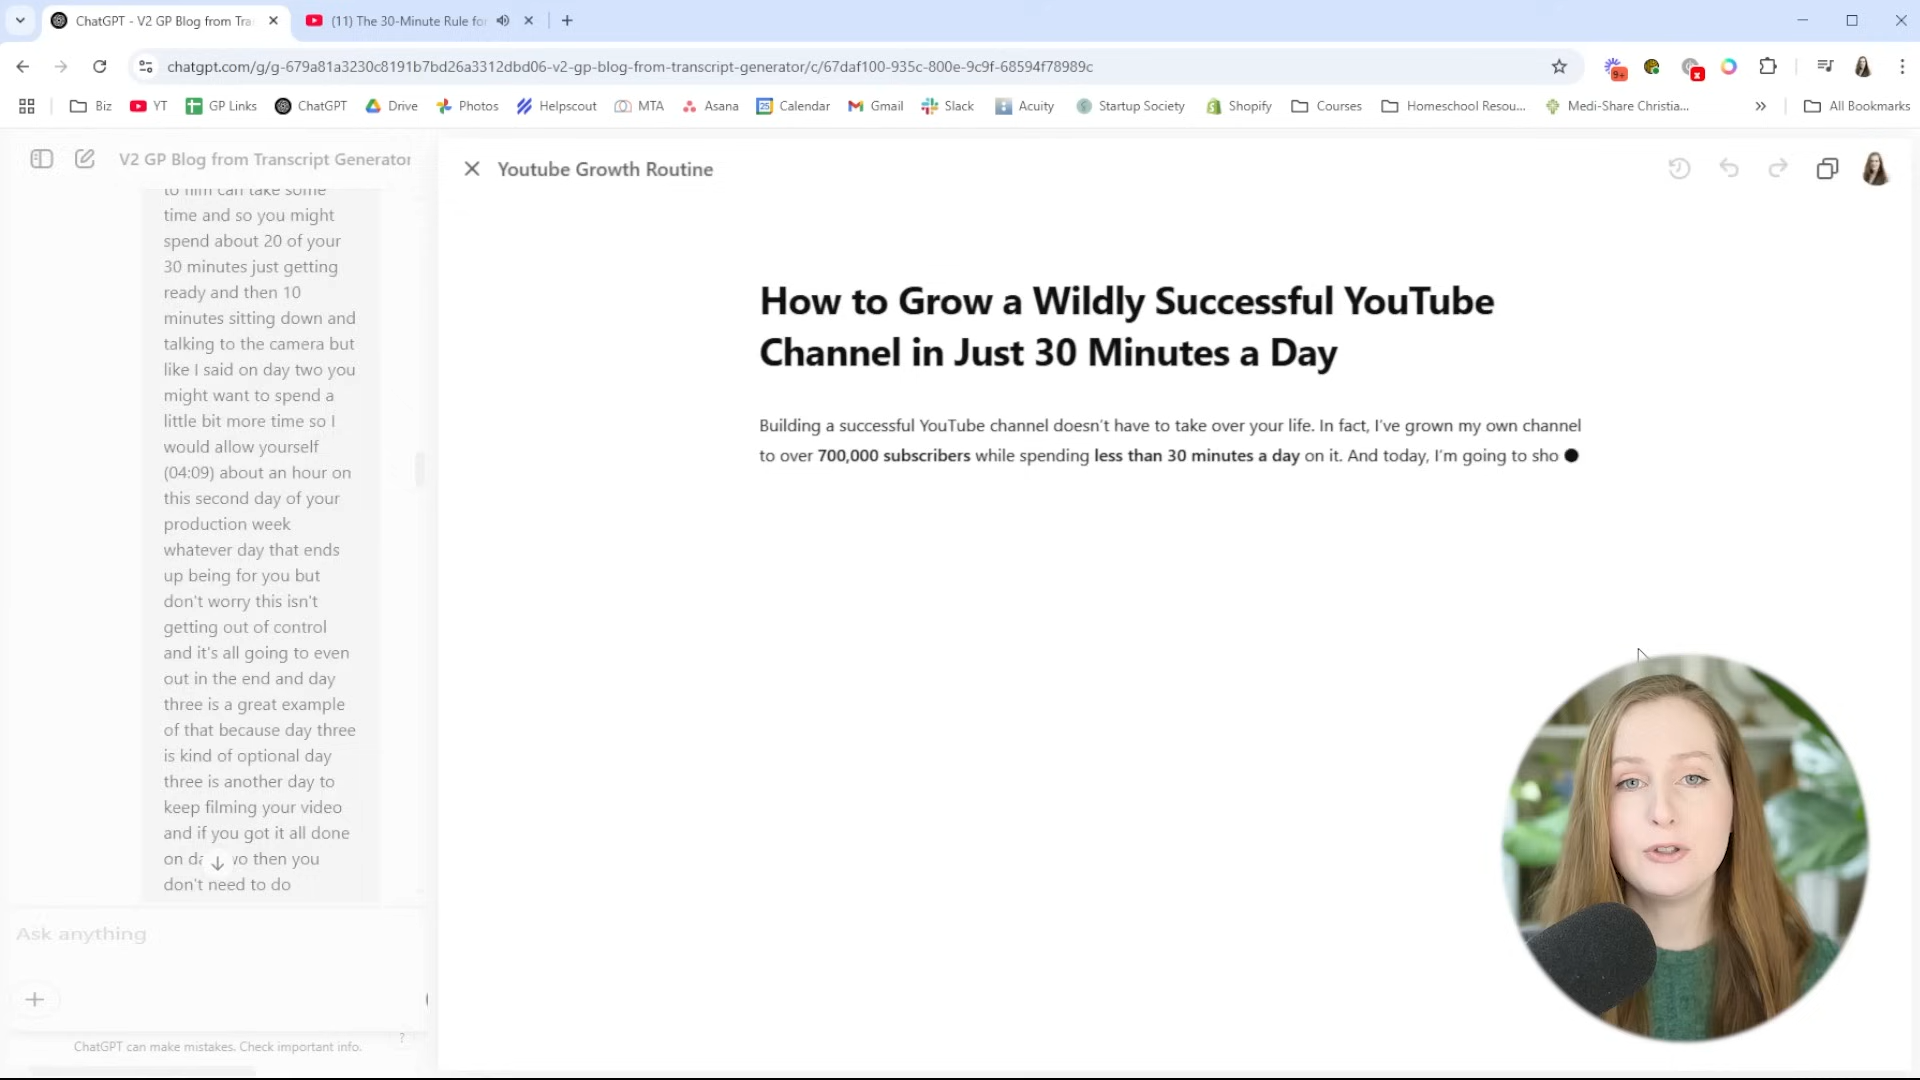 ChatGPT - V2 GP Blog from Tra
(11) The 30-Minute Rule for
chatgpt.com/g/g-679a81a3230c8191b7bd26a3312dbd06-v2-gp-blog-from-transcript-generator/c/67daf100-935c-800e-9c9f-68594f78989c
9+
x
Biz YT GP Links ChatGPT Drive Photos Helpscout MTA Asana 25 Calendar Gmail Slack Acuity Startup Society Shopify Courses Homeschool Resou... Medi-Share Christia... » All Bookmarks
V2 GP Blog from Transcript Generator
to film can take some
time and so you might
spend about 20 of your
30 minutes just getting
ready and then 10
minutes sitting down and
talking to the camera but
like I said on day two you
might want to spend a
little bit more time so I
would allow yourself
(04:09) about an hour on
this second day of your
production week
whatever day that ends
up being for you but
don't worry this isn't
getting out of control
and it's all going to even
out in the end and day
three is a great example
of that because day three
is kind of optional day
three is another day to
keep filming your video
and if you got it all done
on da wo then you
don't need to do
Ask anything
ChatGPT can make mistakes. Check important info.
?
Youtube Growth Routine
How to Grow a Wildly Successful YouTube
Channel in Just 30 Minutes a Day
Building a successful YouTube channel doesn't have to take over your life. In fact, I've grown my own channel
to over 700,000 subscribers while spending less than 30 minutes a day on it. And today, I'm going to sho